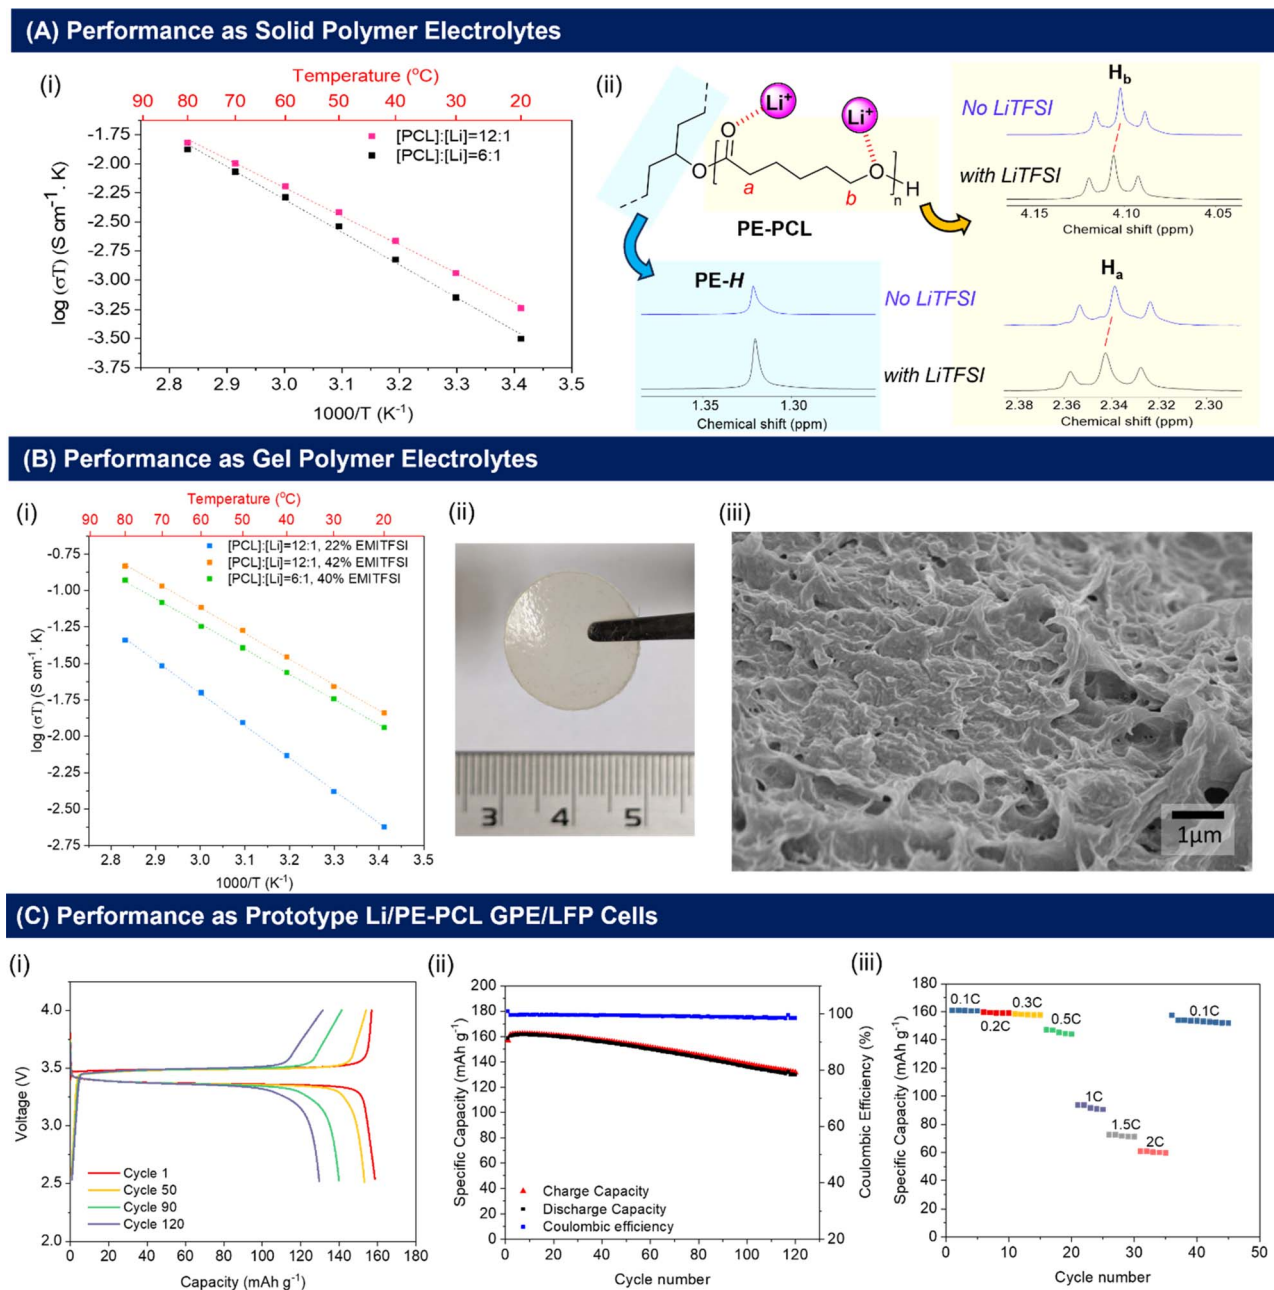 (A) Performance as Solid Polymer Electrolytes
(i)
Temperature (°C)
90 80 70 60 50 40 30 20
[PCL]:[Li]=12:1
[PCL]:[Li]=6:1
-1.75
-2.00
-2.25
-2.50
-2.75
-3.00
-3.25
-3.50
-3.75
log (σT) (S cm⁻¹. K)
2.8 2.9 3.0 3.1 3.2 3.3 3.4 3.5
1000/T (K⁻¹)
(ii)
Li⁺
Li⁺
O
O
O
H
n
a
b
PE-PCL
H_b
No LiTFSI
with LiTFSI
4.15 4.10 4.05
Chemical shift (ppm)
PE-H
1.35 1.30
Chemical shift (ppm)
H_a
No LiTFSI
with LiTFSI
2.38 2.36 2.34 2.32 2.30
Chemical shift (ppm)
(B) Performance as Gel Polymer Electrolytes
(i)
Temperature (°C)
90 80 70 60 50 40 30 20
[PCL]:[Li]=12:1, 22% EMITFSI
[PCL]:[Li]=12:1, 42% EMITFSI
[PCL]:[Li]=6:1, 40% EMITFSI
-0.75
-1.00
-1.25
-1.50
-1.75
-2.00
-2.25
-2.50
-2.75
log (σT) (S cm⁻¹. K)
2.8 2.9 3.0 3.1 3.2 3.3 3.4 3.5
1000/T (K⁻¹)
(ii)
3 4 5
(iii)
1μm
(C) Performance as Prototype Li/PE-PCL GPE/LFP Cells
(i)
4.0
3.5
3.0
2.5
2.0
Voltage (V)
Cycle 1
Cycle 50
Cycle 90
Cycle 120
0 20 40 60 80 100 120 140 160 180
Capacity (mAh g⁻¹)
(ii)
200
180
160
140
120
100
80
60
40
20
0
Specific Capacity (mAh g⁻¹)
100
80
60
40
20
Coulombic Efficiency (%)
Charge Capacity
Discharge Capacity
Coulombic efficiency
0 20 40 60 80 100 120
Cycle number
(iii)
180
160
140
120
100
80
60
40
20
0
Specific Capacity (mAh g⁻¹)
0.1C
0.2C
0.3C
0.5C
1C
1.5C
2C
0.1C
0 10 20 30 40 50
Cycle number